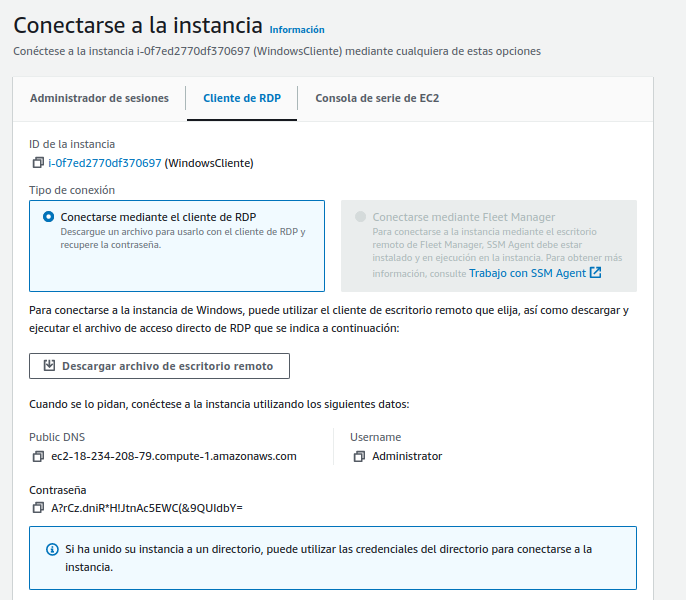 Conectarse a la instancia Información
Conéctese a la instancia i-0f7ed2770df370697 (WindowsCliente) mediante cualquiera de estas opciones
Administrador de sesiones
Cliente de RDP
Consola de serie de EC2
ID de la instancia
i-0f7ed2770df370697 (WindowsCliente)
Tipo de conexión
Conectarse mediante el cliente de RDP
Descargue un archivo para usarlo con el cliente de RDP y
recupere la contraseña.
Conectarse mediante Fleet Manager
Para conectarse a la instancia mediante el escritorio
remoto de Fleet Manager, SSM Agent debe estar
instalado y en ejecución en la instancia. Para obtener más
información, consulte Trabajo con SSM Agent
Para conectarse a la instancia de Windows, puede utilizar el cliente de escritorio remoto que elija, así como descargar y
ejecutar el archivo de acceso directo de RDP que se indica a continuación:
Descargar archivo de escritorio remoto
Cuando se lo pidan, conéctese a la instancia utilizando los siguientes datos:
Public DNS
ec2-18-234-208-79.compute-1.amazonaws.com
Username
Administrator
Contraseña
A?rCz.dniR*H!JtnAc5EWC(&9QUIdbY=
Si ha unido su instancia a un directorio, puede utilizar las credenciales del directorio para conectarse a la
instancia.